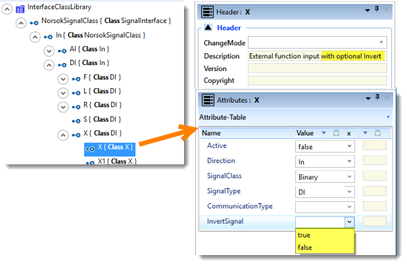 InterfaceClassLibrary
NorsokSignalClass { Class SignalInterface }
In { Class NorsokSignalClass }
AI { Class In }
DI { Class In }
F { Class DI }
L { Class DI }
R { Class DI }
S { Class DI }
X { Class DI }
X { Class X }
X1 { Class X }
Header : X
Header
ChangeMode
Description External function input with optional Invert
Version
Copyright
Attributes : X
Attribute-Table
Name Value x
Active false
Direction In
SignalClass Binary
SignalType DI
CommunicationType
InvertSignal
true
false